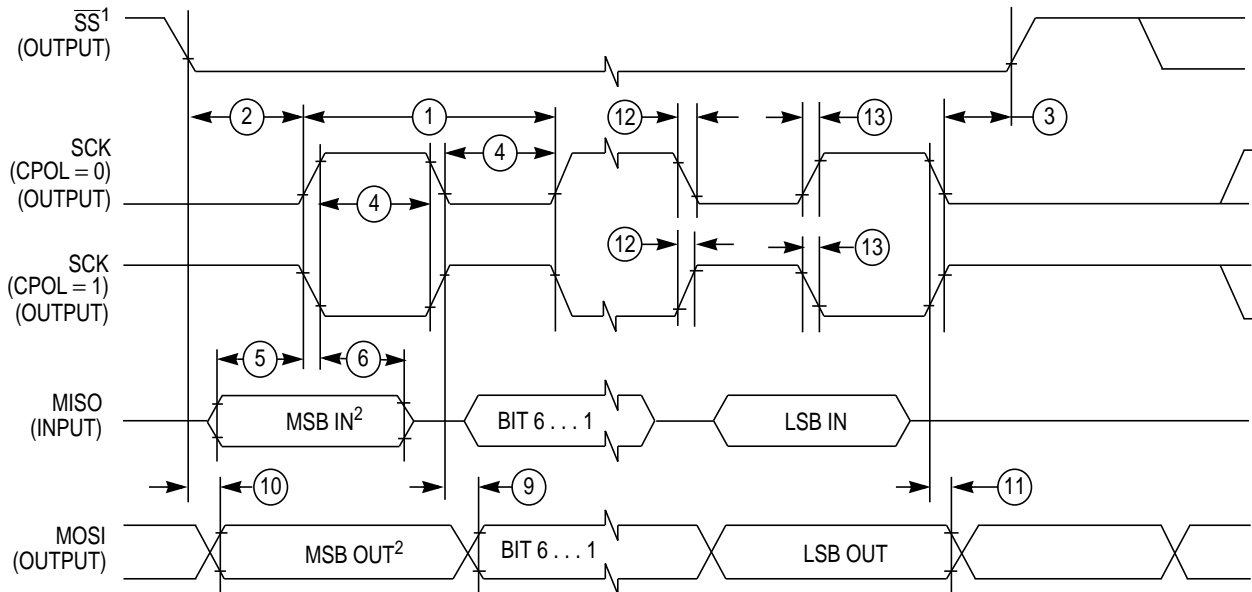 SS¹
(OUTPUT)
2
1
12
13
3
SCK
(CPOL = 0)
(OUTPUT)
4
4
12
13
SCK
(CPOL = 1)
(OUTPUT)
5
6
MISO
(INPUT)
MSB IN²
BIT 6 . . . 1
LSB IN
10
9
11
MOSI
(OUTPUT)
MSB OUT²
BIT 6 . . . 1
LSB OUT